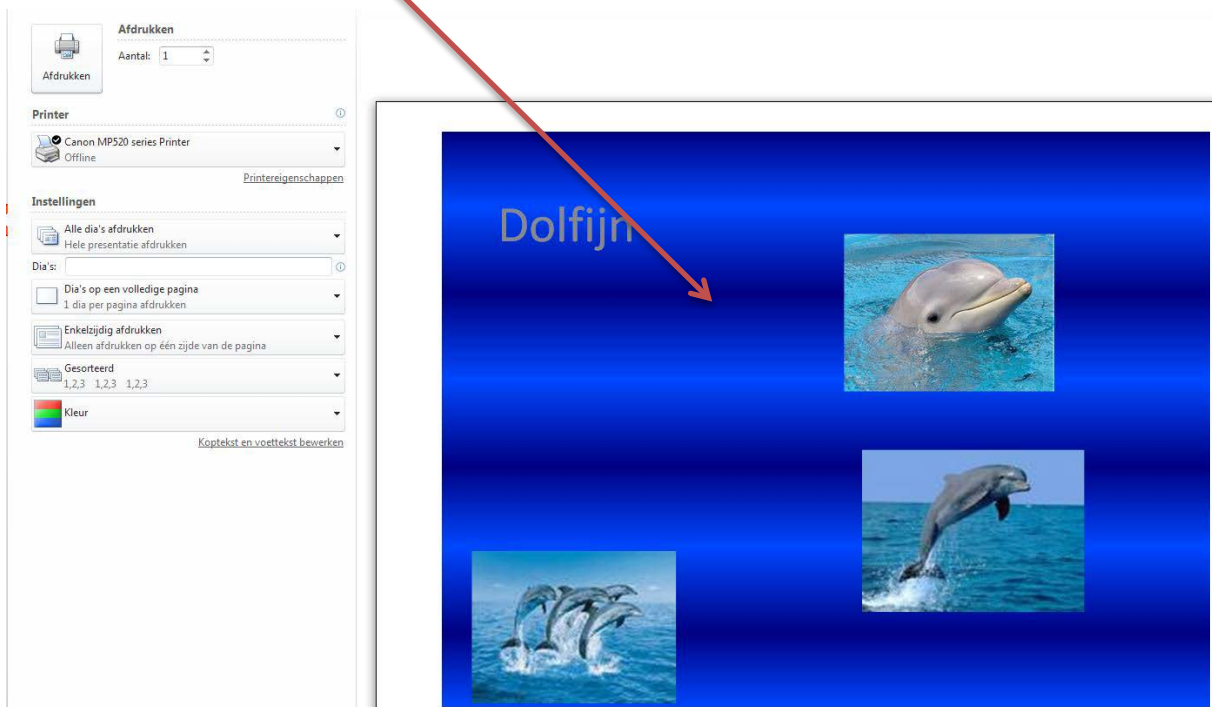 Afdrukken
Aantal: 1
Afdrukken
Printer
Canon MP520 series Printer
Offline
Printereigenschappen
Instellingen
Alle dia's afdrukken
Hele presentatie afdrukken
Dia's:
Dia's op een volledige pagina
1 dia per pagina afdrukken
Enkelzijdig afdrukken
Alleen afdrukken op één zijde van de pagina
Gesorteerd
1,2,3 1,2,3 1,2,3
Kleur
Koptekst en voettekst bewerken
Dolfijn